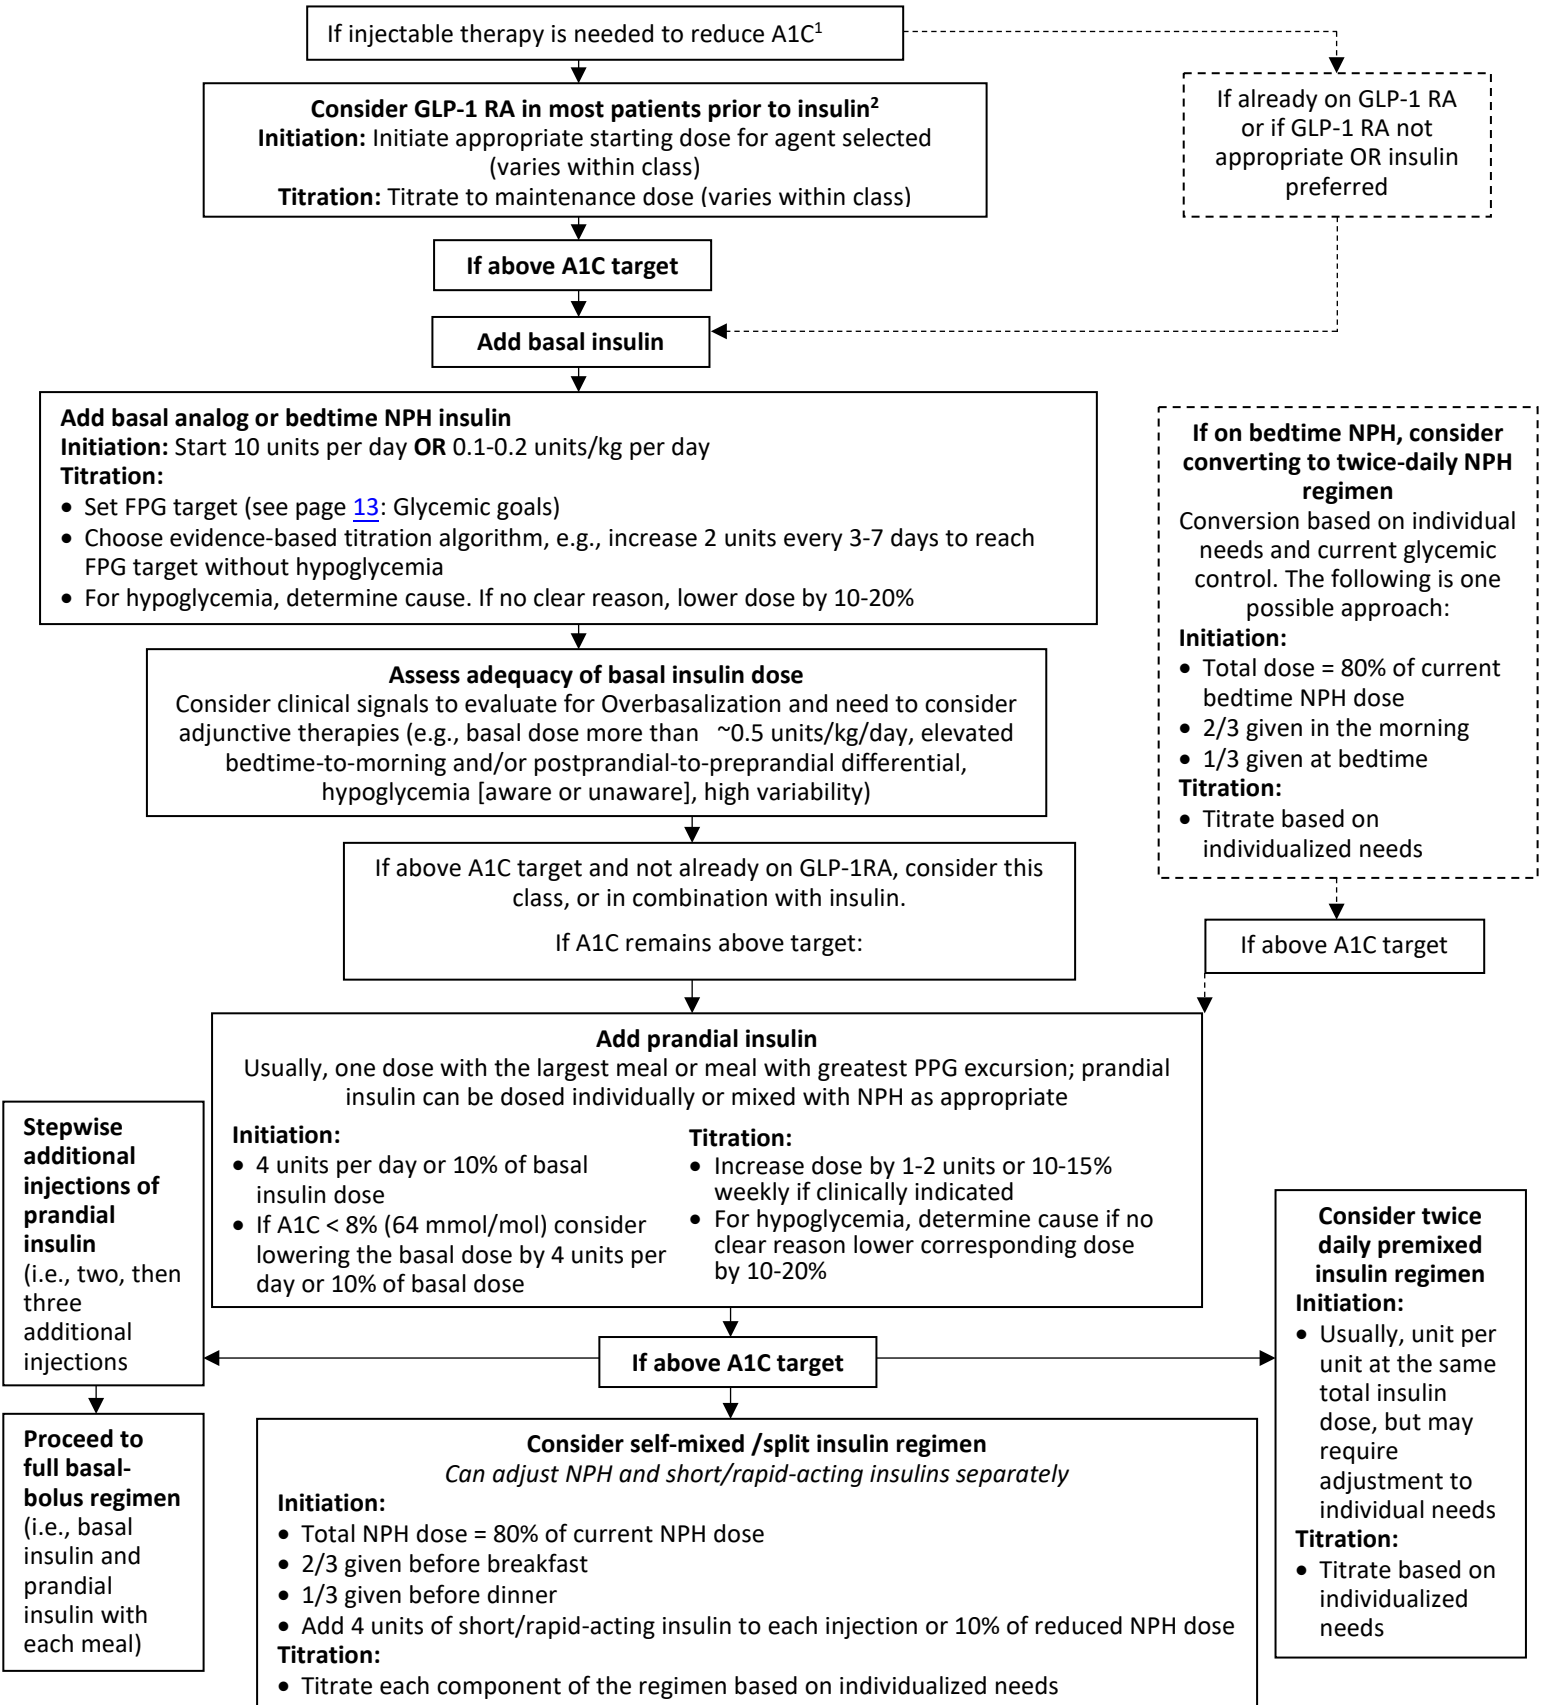 If injectable therapy is needed to reduce A1C¹
Consider GLP-1 RA in most patients prior to insulin²
Initiation: Initiate appropriate starting dose for agent selected
(varies within class)
Titration: Titrate to maintenance dose (varies within class)
If already on GLP-1 RA
or if GLP-1 RA not
appropriate OR insulin
preferred
If above A1C target
Add basal insulin
Add basal analog or bedtime NPH insulin
Initiation: Start 10 units per day OR 0.1-0.2 units/kg per day
Titration:
• Set FPG target (see page 13: Glycemic goals)
• Choose evidence-based titration algorithm, e.g., increase 2 units every 3-7 days to reach
FPG target without hypoglycemia
• For hypoglycemia, determine cause. If no clear reason, lower dose by 10-20%
If on bedtime NPH, consider
converting to twice-daily NPH
regimen
Conversion based on individual
needs and current glycemic
control. The following is one
possible approach:
Initiation:
• Total dose = 80% of current
bedtime NPH dose
• 2/3 given in the morning
• 1/3 given at bedtime
Titration:
• Titrate based on
individualized needs
Assess adequacy of basal insulin dose
Consider clinical signals to evaluate for Overbasalization and need to consider
adjunctive therapies (e.g., basal dose more than ~0.5 units/kg/day, elevated
bedtime-to-morning and/or postprandial-to-preprandial differential,
hypoglycemia [aware or unaware], high variability)
If above A1C target and not already on GLP-1RA, consider this
class, or in combination with insulin.
If A1C remains above target:
If above A1C target
Add prandial insulin
Usually, one dose with the largest meal or meal with greatest PPG excursion; prandial
insulin can be dosed individually or mixed with NPH as appropriate
Initiation:
• 4 units per day or 10% of basal
insulin dose
• If A1C < 8% (64 mmol/mol) consider
lowering the basal dose by 4 units per
day or 10% of basal dose
Titration:
• Increase dose by 1-2 units or 10-15%
weekly if clinically indicated
• For hypoglycemia, determine cause if no
clear reason lower corresponding dose
by 10-20%
Stepwise
additional
injections of
prandial
insulin
(i.e., two, then
three
additional
injections
If above A1C target
Consider twice
daily premixed
insulin regimen
Initiation:
• Usually, unit per
unit at the same
total insulin
dose, but may
require
adjustment to
individual needs
Titration:
• Titrate based on
individualized
needs
Proceed to
full basal-
bolus regimen
(i.e., basal
insulin and
prandial
insulin with
each meal)
Consider self-mixed /split insulin regimen
Can adjust NPH and short/rapid-acting insulins separately
Initiation:
• Total NPH dose = 80% of current NPH dose
• 2/3 given before breakfast
• 1/3 given before dinner
• Add 4 units of short/rapid-acting insulin to each injection or 10% of reduced NPH dose
Titration:
• Titrate each component of the regimen based on individualized needs